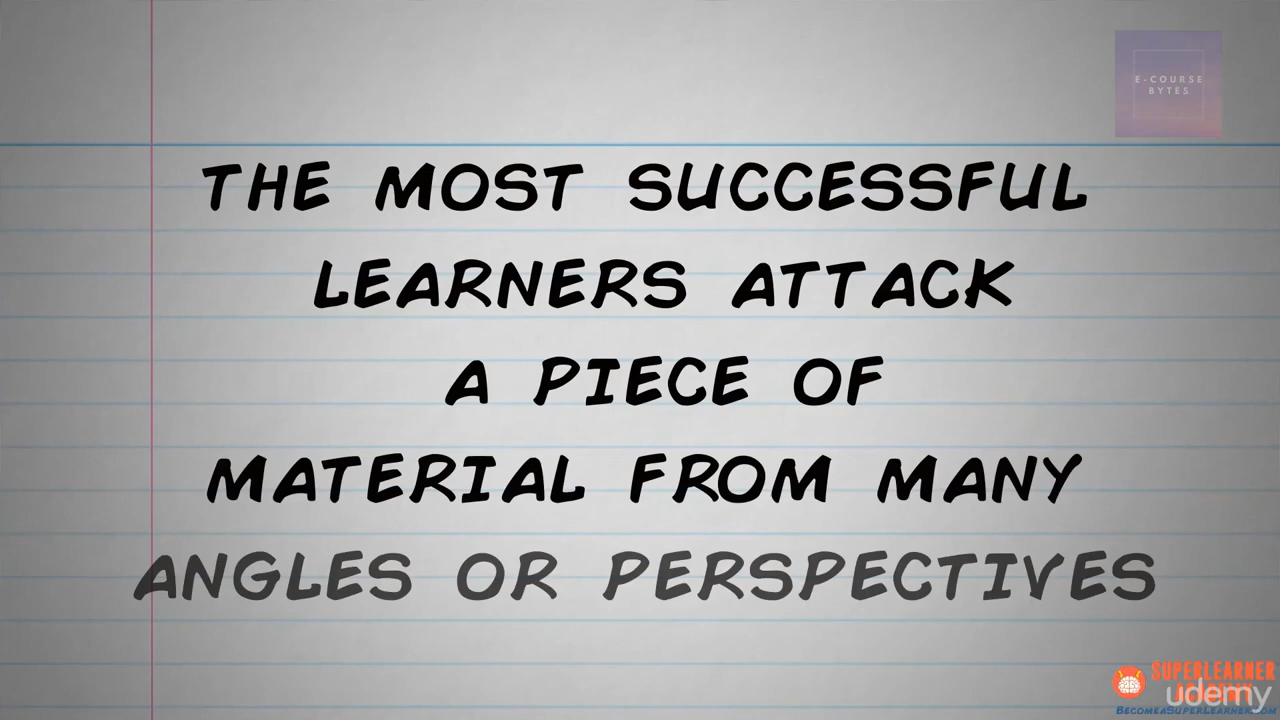 E-COURSE
BYTES
THE MOST SUCCESSFUL
LEARNERS ATTACK
A PIECE OF
MATERIAL FROM MANY
ANGLES OR PERSPECTIVES
SUPERLEARNER
ACADEMY
udemy
BECOMEASUPERLEARNER.COM